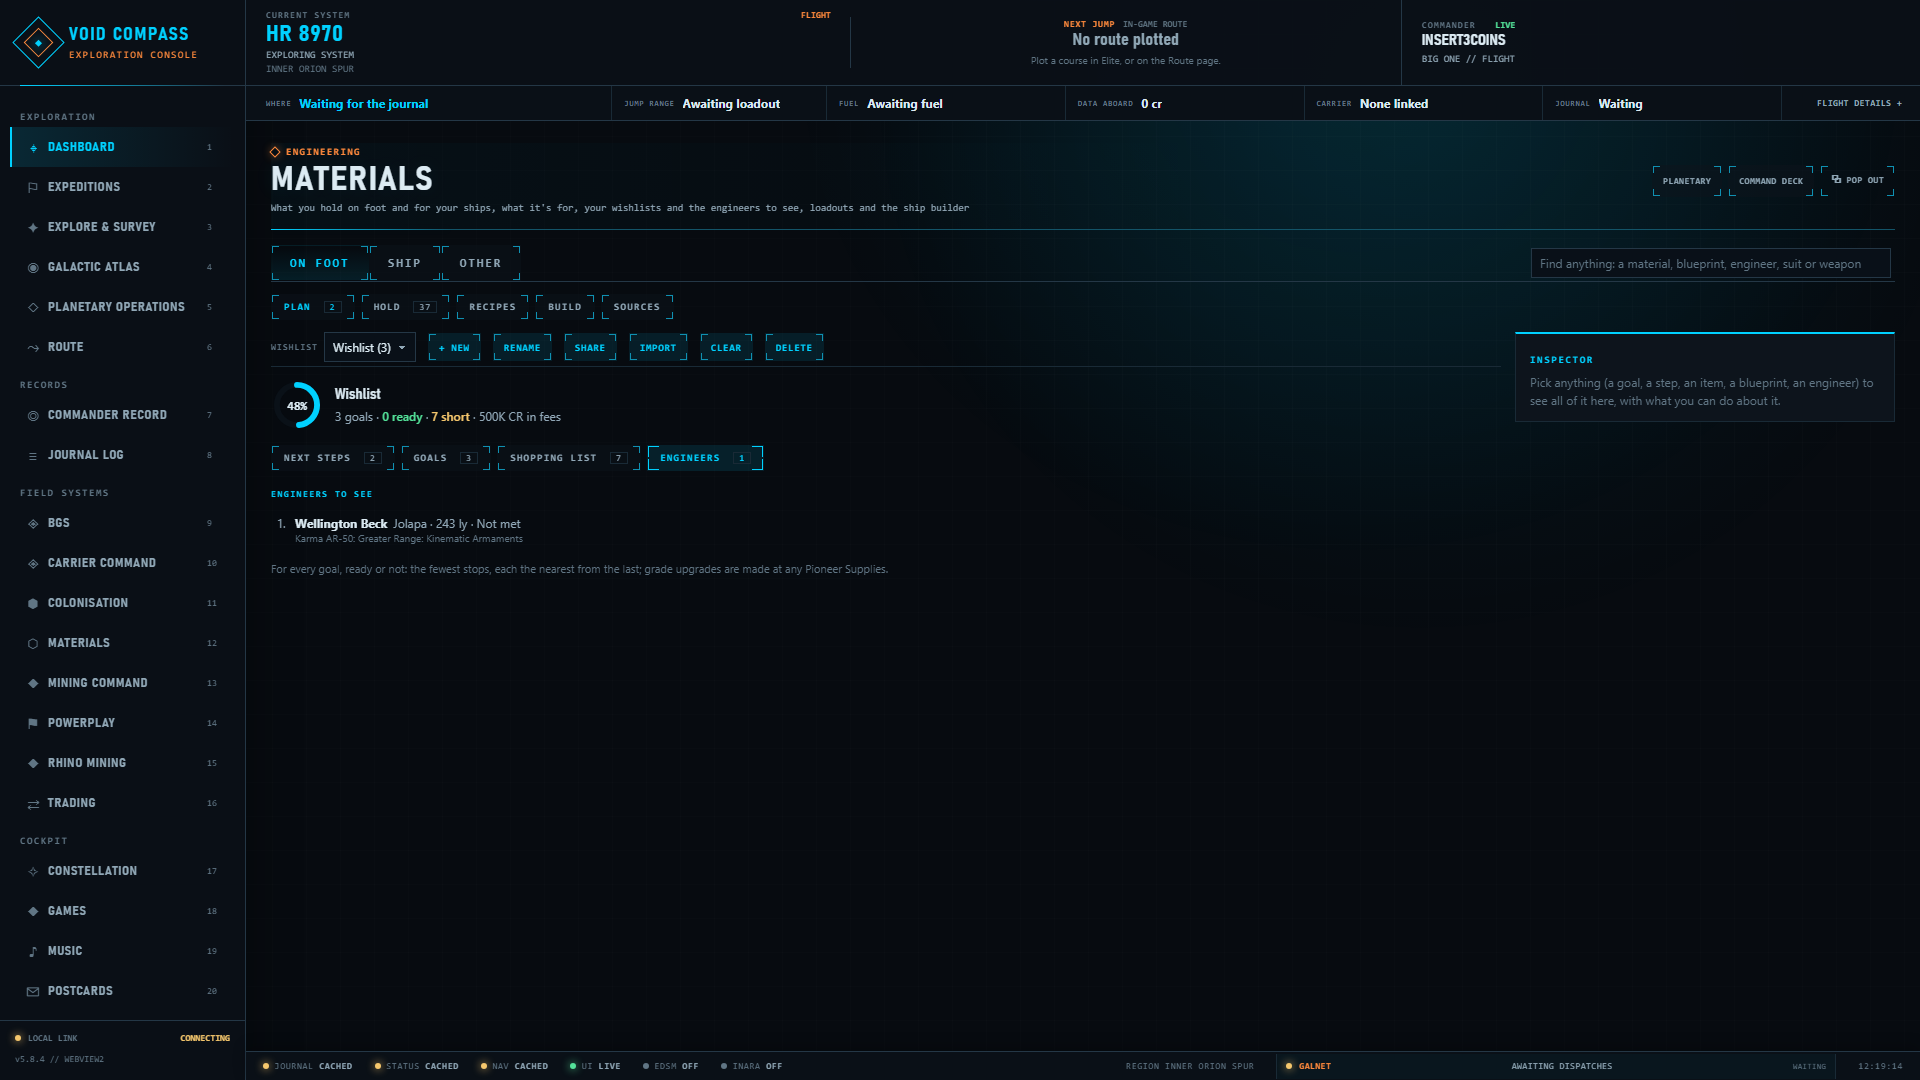 VOID COMPASS
EXPLORATION CONSOLE
CURRENT SYSTEM
HR 8970
EXPLORING SYSTEM
INNER ORION SPUR
FLIGHT
NEXT JUMP IN-GAME ROUTE
No route plotted
Plot a course in Elite, or on the Route page.
COMMANDER LIVE
INSERT3COINS
BIG ONE // FLIGHT
WHERE Waiting for the journal
JUMP RANGE Awaiting loadout
FUEL Awaiting fuel
DATA ABOARD 0 cr
CARRIER None linked
JOURNAL Waiting
FLIGHT DETAILS +
EXPLORATION
DASHBOARD 1
EXPEDITIONS 2
EXPLORE & SURVEY 3
GALACTIC ATLAS 4
PLANETARY OPERATIONS 5
ROUTE 6
RECORDS
COMMANDER RECORD 7
JOURNAL LOG 8
FIELD SYSTEMS
BGS 9
CARRIER COMMAND 10
COLONISATION 11
MATERIALS 12
MINING COMMAND 13
POWERPLAY 14
RHINO MINING 15
TRADING 16
COCKPIT
CONSTELLATION 17
GAMES 18
MUSIC 19
POSTCARDS 20
LOCAL LINK CONNECTING
v5.8.4 // WEBVIEW2
ENGINEERING
MATERIALS
What you hold on foot and for your ships, what it's for, your wishlists and the engineers to see, loadouts and the ship builder
PLANETARY
COMMAND DECK
POP OUT
ON FOOT
SHIP
OTHER
Find anything: a material, blueprint, engineer, suit or weapon
PLAN 2
HOLD 37
RECIPES
BUILD
SOURCES
WISHLIST Wishlist (3)
+ NEW
RENAME
SHARE
IMPORT
CLEAR
DELETE
48%
Wishlist
3 goals · 0 ready · 7 short · 500K CR in fees
NEXT STEPS 2
GOALS 3
SHOPPING LIST 7
ENGINEERS 1
ENGINEERS TO SEE
1. Wellington Beck Jolapa · 243 ly · Not met
Karma AR-50: Greater Range: Kinematic Armaments
For every goal, ready or not: the fewest stops, each the nearest from the last; grade upgrades are made at any Pioneer Supplies.
INSPECTOR
Pick anything (a goal, a step, an item, a blueprint, an engineer) to
see all of it here, with what you can do about it.
JOURNAL CACHED
STATUS CACHED
NAV CACHED
UI LIVE
EDSM OFF
INARA OFF
REGION INNER ORION SPUR
GALNET
AWAITING DISPATCHES
WAITING
12:19:14